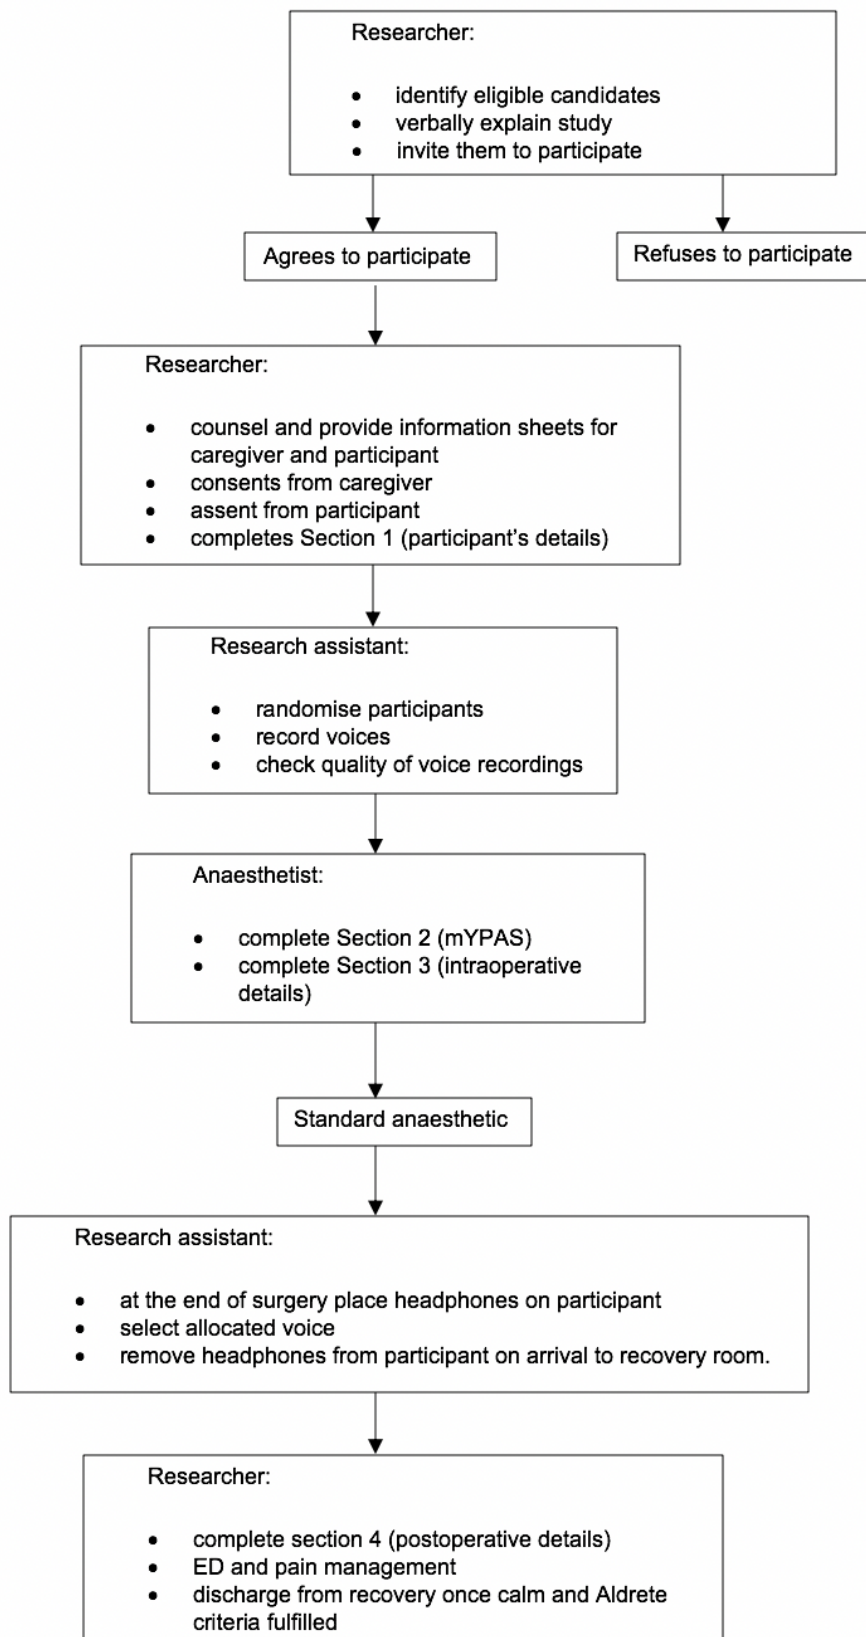 Researcher:
• identify eligible candidates
• verbally explain study
• invite them to participate
Agrees to participate
Refuses to participate
Researcher:
• counsel and provide information sheets for
caregiver and participant
• consents from caregiver
• assent from participant
• completes Section 1 (participant's details)
Research assistant:
• randomise participants
• record voices
• check quality of voice recordings
Anaesthetist:
• complete Section 2 (mYPAS)
• complete Section 3 (intraoperative
details)
Standard anaesthetic
Research assistant:
• at the end of surgery place headphones on participant
• select allocated voice
• remove headphones from participant on arrival to recovery room.
Researcher:
• complete section 4 (postoperative details)
• ED and pain management
• discharge from recovery once calm and Aldrete
criteria fulfilled